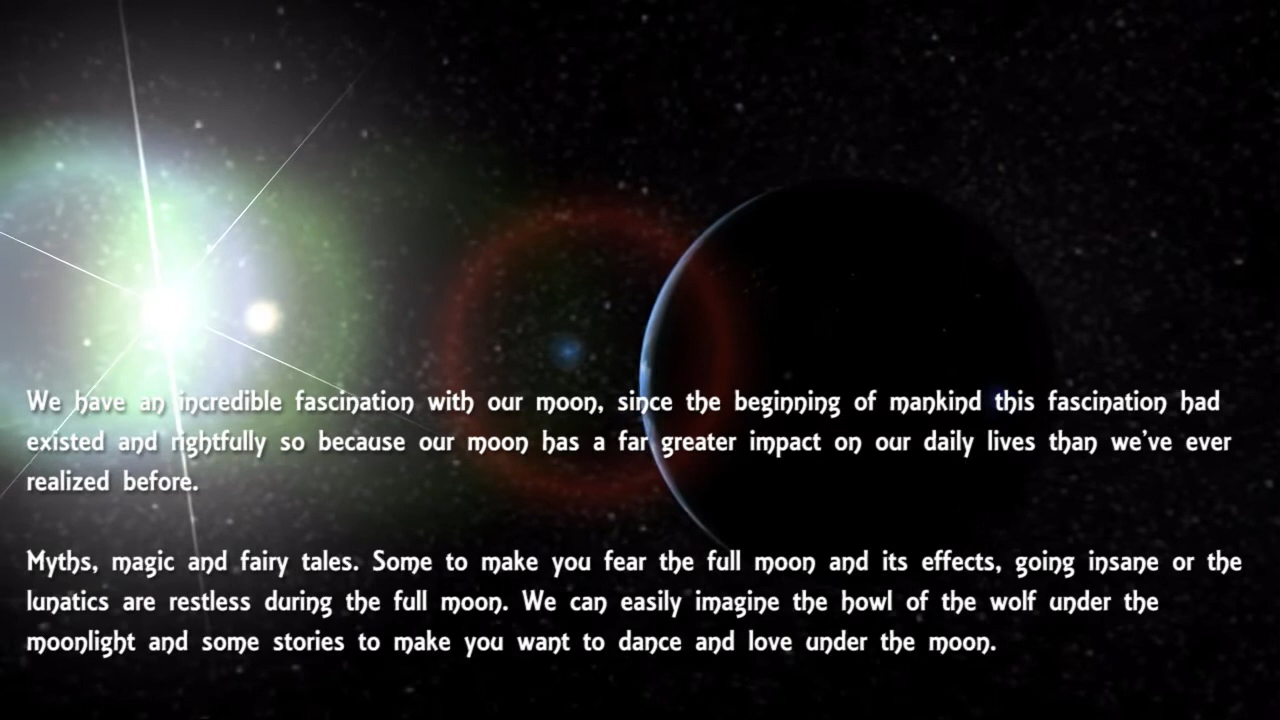 We have an incredible fascination with our moon, since the beginning of mankind this fascination had
existed and rightfully so because our moon has a far greater impact on our daily lives than we've ever
realized before.
Myths, magic and fairy tales. Some to make you fear the full moon and its effects, going insane or the
lunatics are restless during the full moon. We can easily imagine the howl of the wolf under the
moonlight and some stories to make you want to dance and love under the moon.